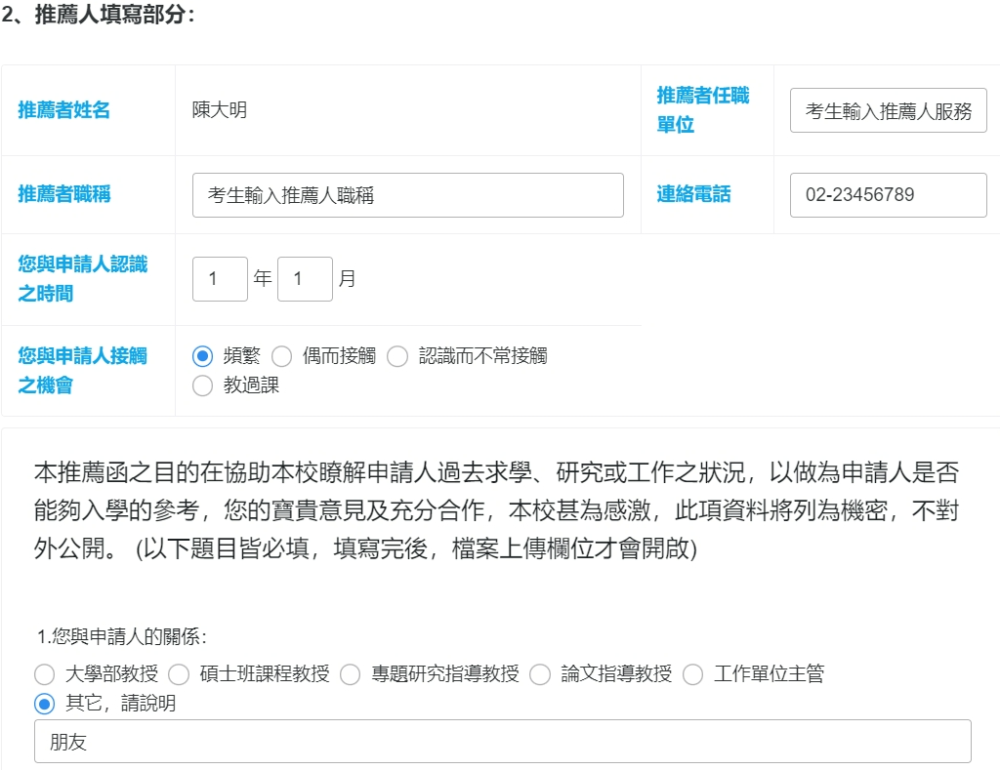 2、推薦人填寫部分：
推薦者姓名
陳大明
推薦者任職
單位
考生輸入推薦人服務
推薦者職稱
考生輸入推薦人職稱
連絡電話
02-23456789
您與申請人認識
之時間
1 年 1 月
您與申請人接觸
之機會
頻繁 偶而接觸 認識而不常接觸
教過課
本推薦函之目的在協助本校瞭解申請人過去求學、研究或工作之狀況，以做為申請人是否
能夠入學的參考，您的寶貴意見及充分合作，本校甚為感激，此項資料將列為機密，不對
外公開。 (以下題目皆必填，填寫完後，檔案上傳欄位才會開啟)
1.您與申請人的關係：
大學部教授 碩士班課程教授 專題研究指導教授 論文指導教授 工作單位主管
其它，請說明
朋友